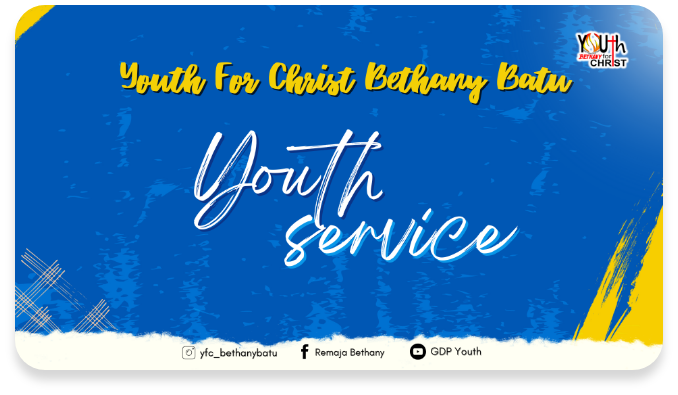 YOUth
BETHANY for
CHRIST
Youth For Christ Bethany Batu
Youth
service
yfc_bethanybatu
Remaja Bethany
GDP Youth